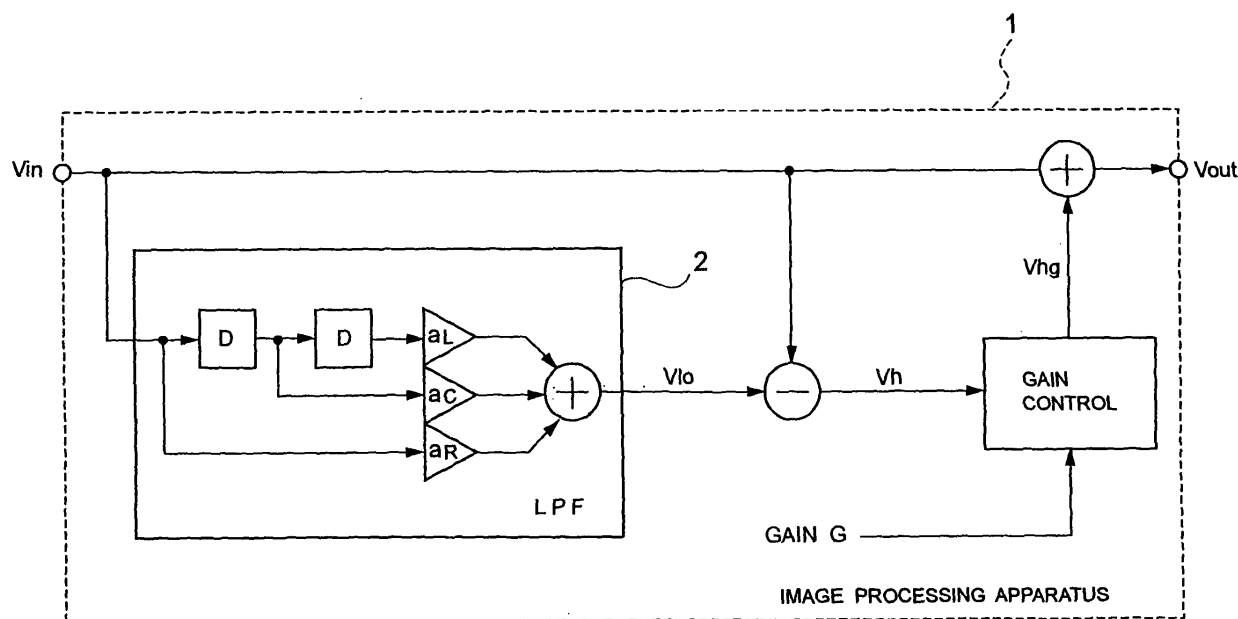 1
Vin
Vout
2
Vhg
D
D
aL
aC
aR
Vlo
Vh
GAIN
CONTROL
LPF
GAIN G
IMAGE PROCESSING APPARATUS